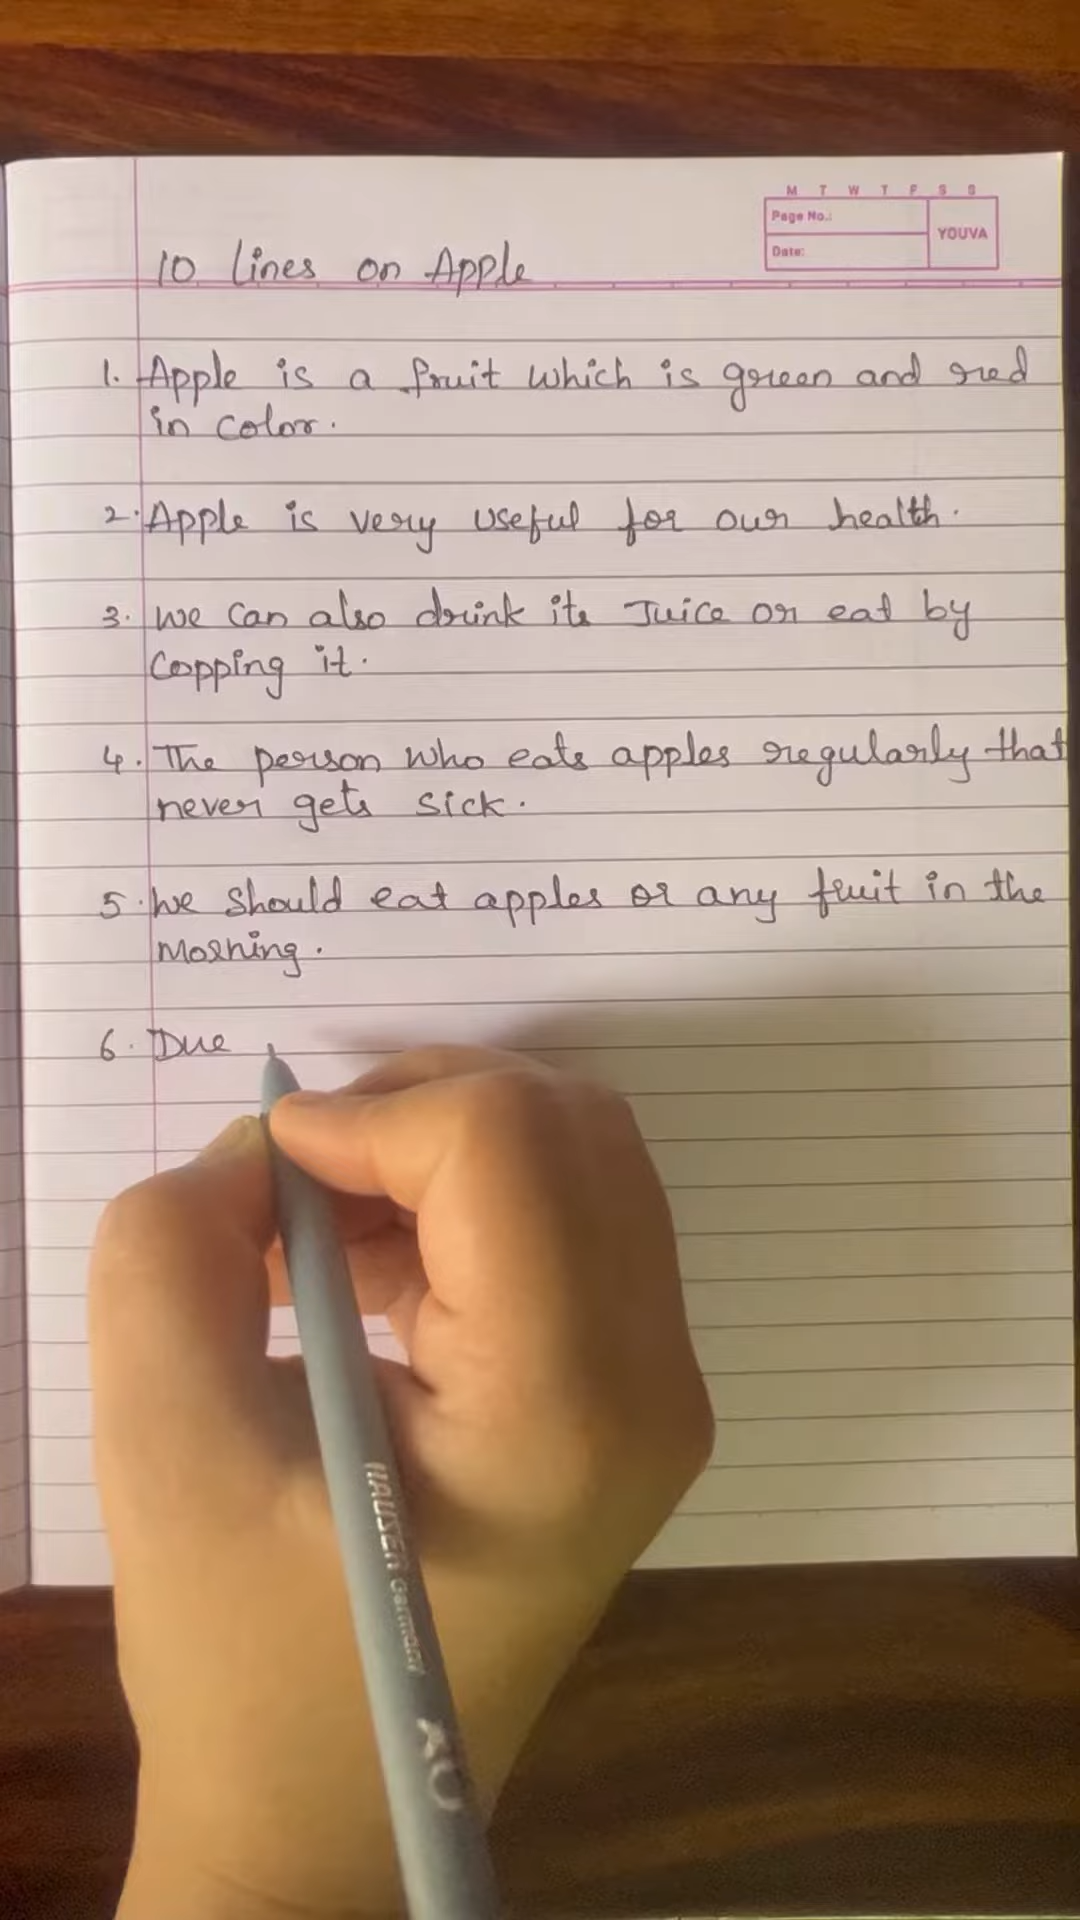 M T W T F S S
Page No.:
YOUVA
Date:
10 Lines on Apple
1. Apple is a fruit which is green and red
in color.
2. Apple is very useful for our health.
3. We can also drink its Juice or eat by
Copping it.
4. The person who eats apples regularly that
never gets sick.
5. We should eat apples or any fruit in the
Morning.
6. Due
HAUSER Germany
XO